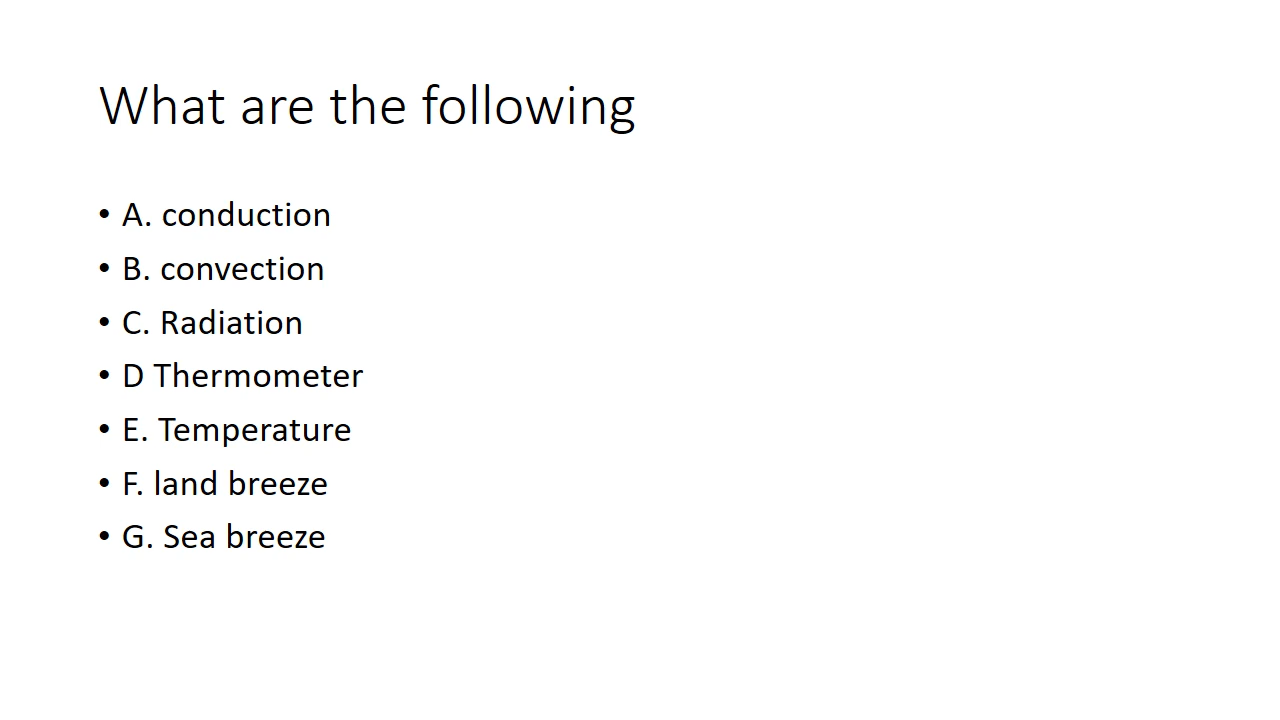 What are the following
• A. conduction
• B. convection
• C. Radiation
• D Thermometer
• E. Temperature
• F. land breeze
• G. Sea breeze